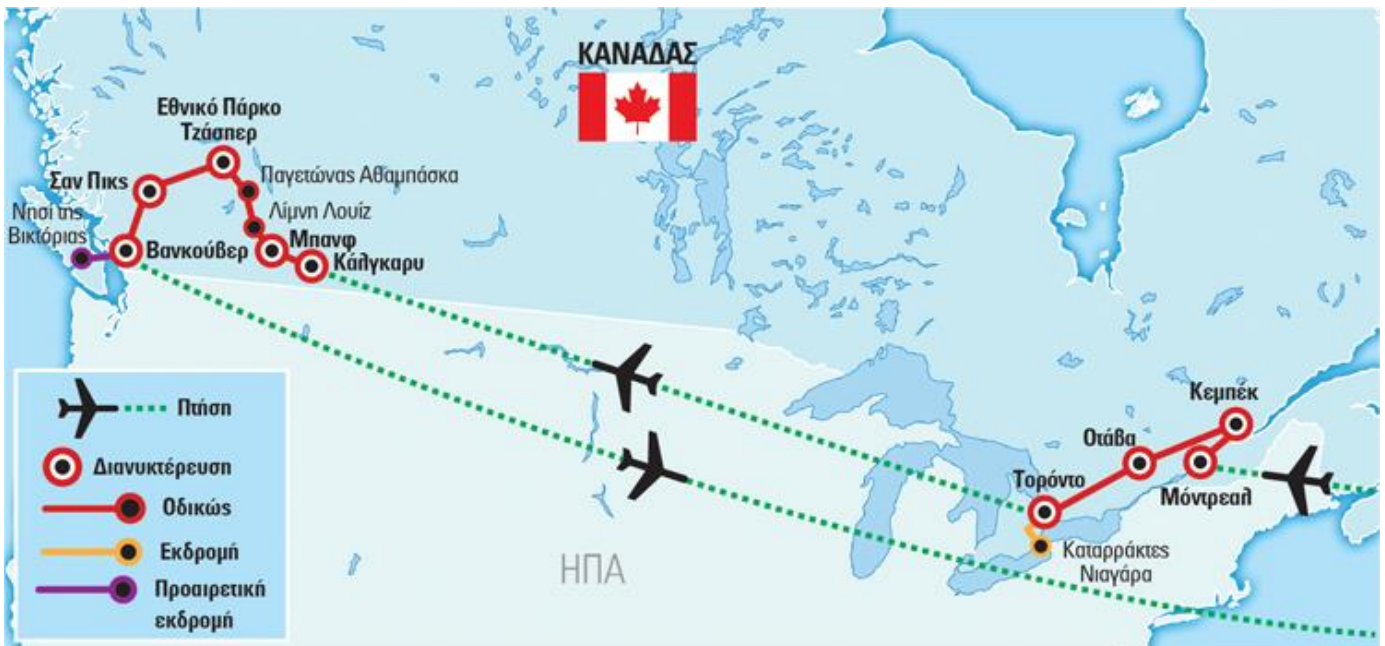 ΚΑΝΑΔΑΣ
Εθνικό Πάρκο
Τζάσπερ
Σαν Πικς
Παγετώνας Αθαμπάσκα
Λίμνη Λουίζ
Νησί της
Βικτόριας
Βανκούβερ
Μπανφ
Κάλγκαρυ
Κεμπέκ
Οτάβα
Τορόντο
Μόντρεαλ
Καταρράκτες
Νιαγάρα
ΗΠΑ
Πτήση
Διανυκτέρευση
Οδικώς
Εκδρομή
Προαιρετική
εκδρομή